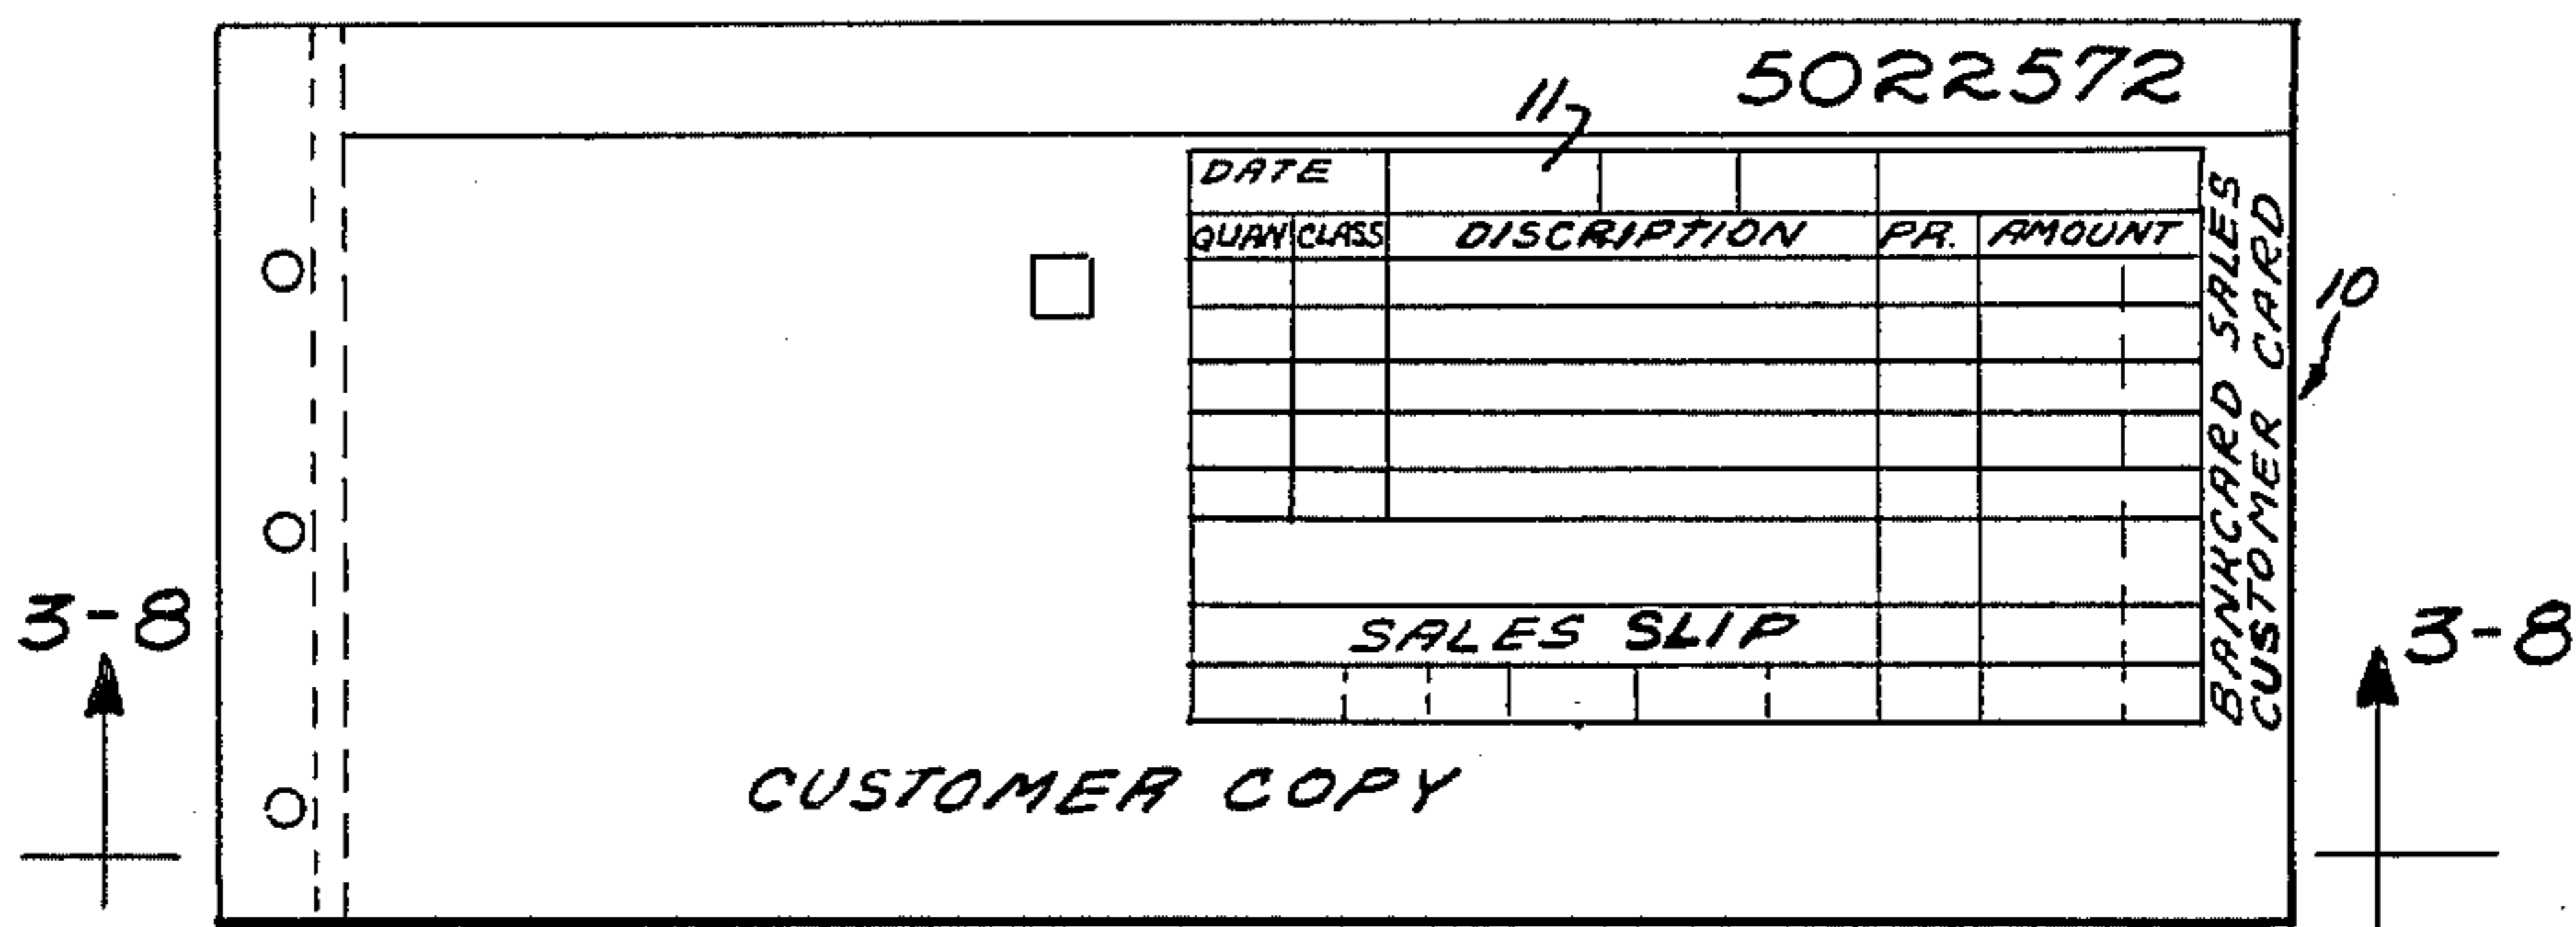 5022572
11
DATE
QUAN CLASS DISCRIPTION PR. AMOUNT
BANKCARD SALES
CUSTOMER CARD
10
3-8
3-8
SALES SLIP
CUSTOMER COPY